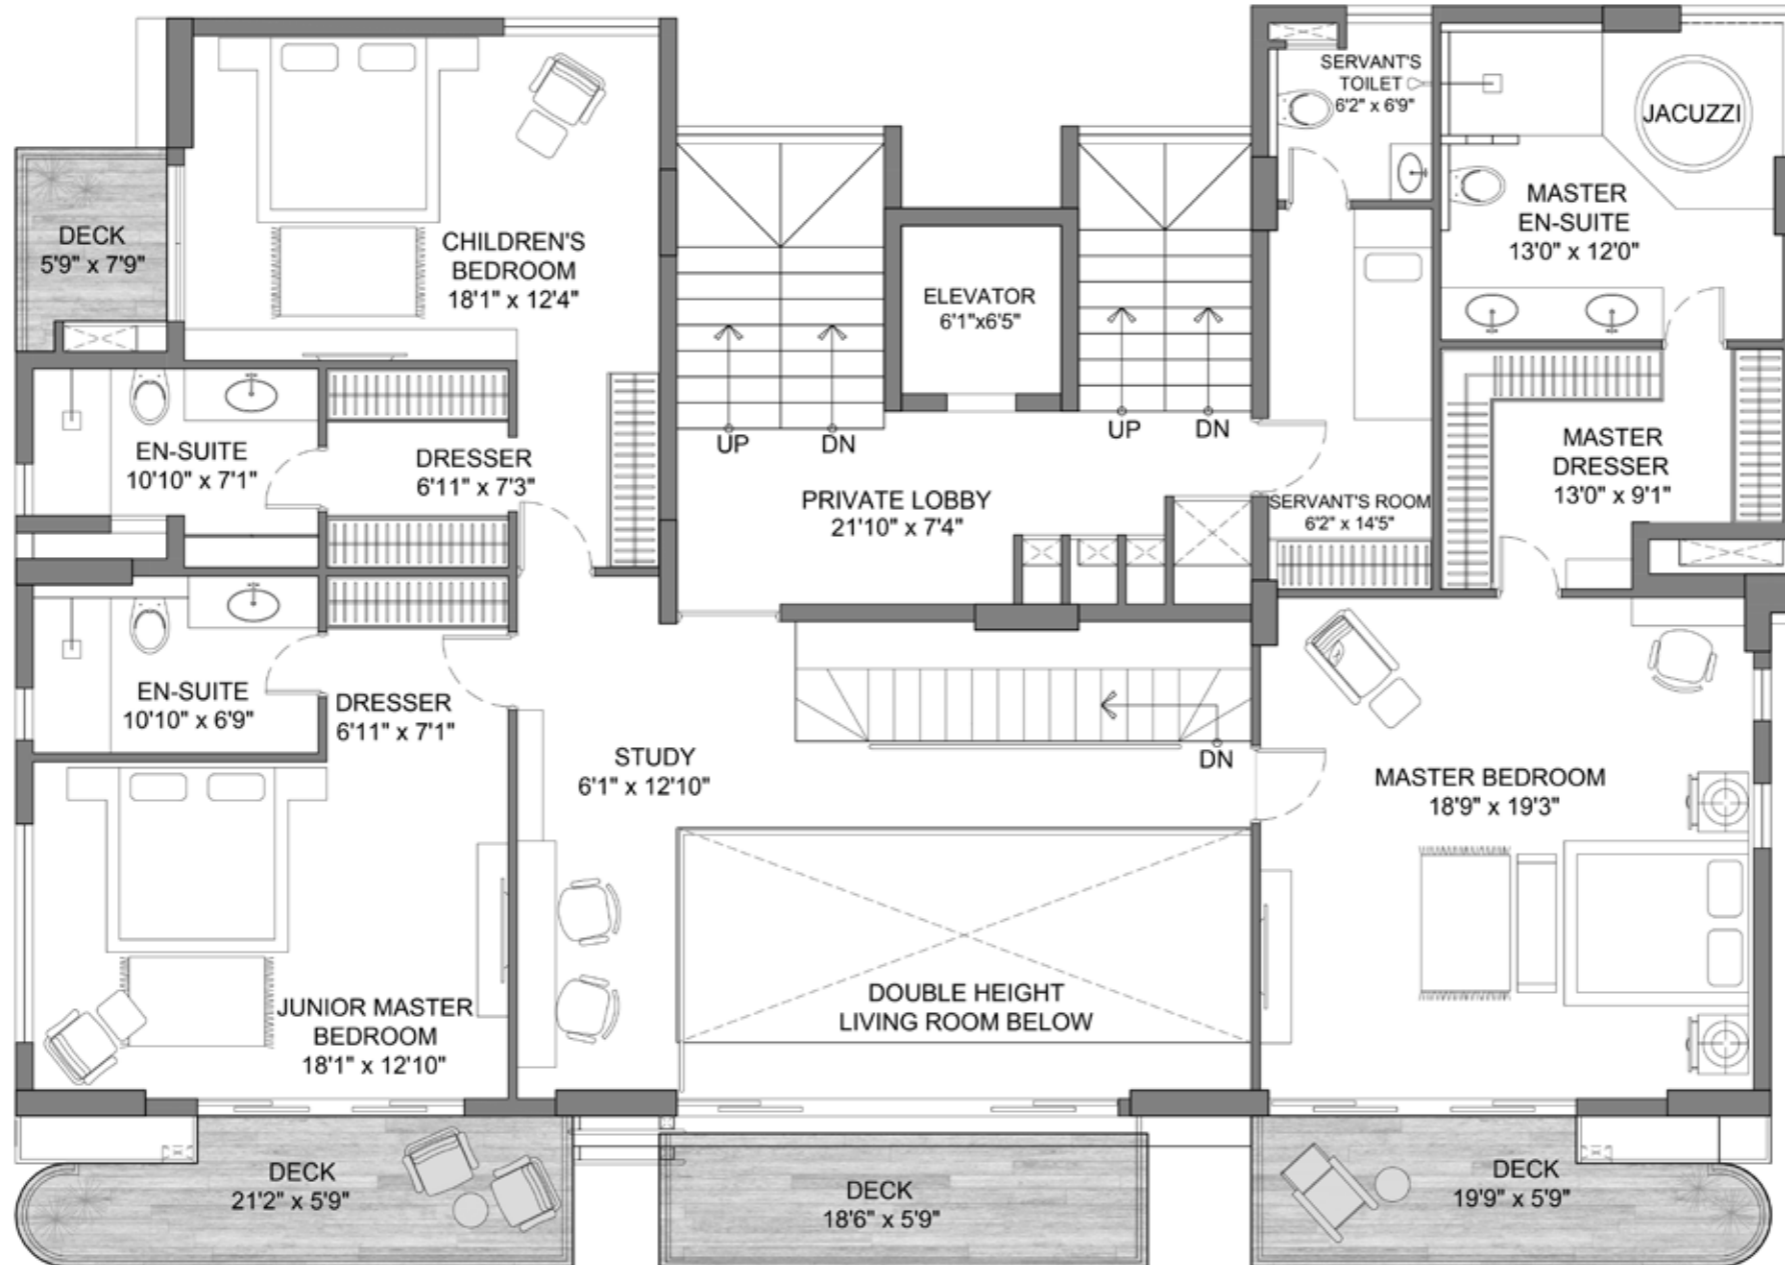 SERVANT'S
TOILET
6'2" x 6'9"
JACUZZI
MASTER
EN-SUITE
13'0" x 12'0"
DECK
5'9" x 7'9"
CHILDREN'S
BEDROOM
18'1" x 12'4"
ELEVATOR
6'1"x6'5"
UP
DN
UP
DN
EN-SUITE
10'10" x 7'1"
DRESSER
6'11" x 7'3"
PRIVATE LOBBY
21'10" x 7'4"
SERVANT'S ROOM
6'2" x 14'5"
MASTER
DRESSER
13'0" x 9'1"
EN-SUITE
10'10" x 6'9"
DRESSER
6'11" x 7'1"
STUDY
6'1" x 12'10"
DN
MASTER BEDROOM
18'9" x 19'3"
JUNIOR MASTER
BEDROOM
18'1" x 12'10"
DOUBLE HEIGHT
LIVING ROOM BELOW
DECK
21'2" x 5'9"
DECK
18'6" x 5'9"
DECK
19'9" x 5'9"